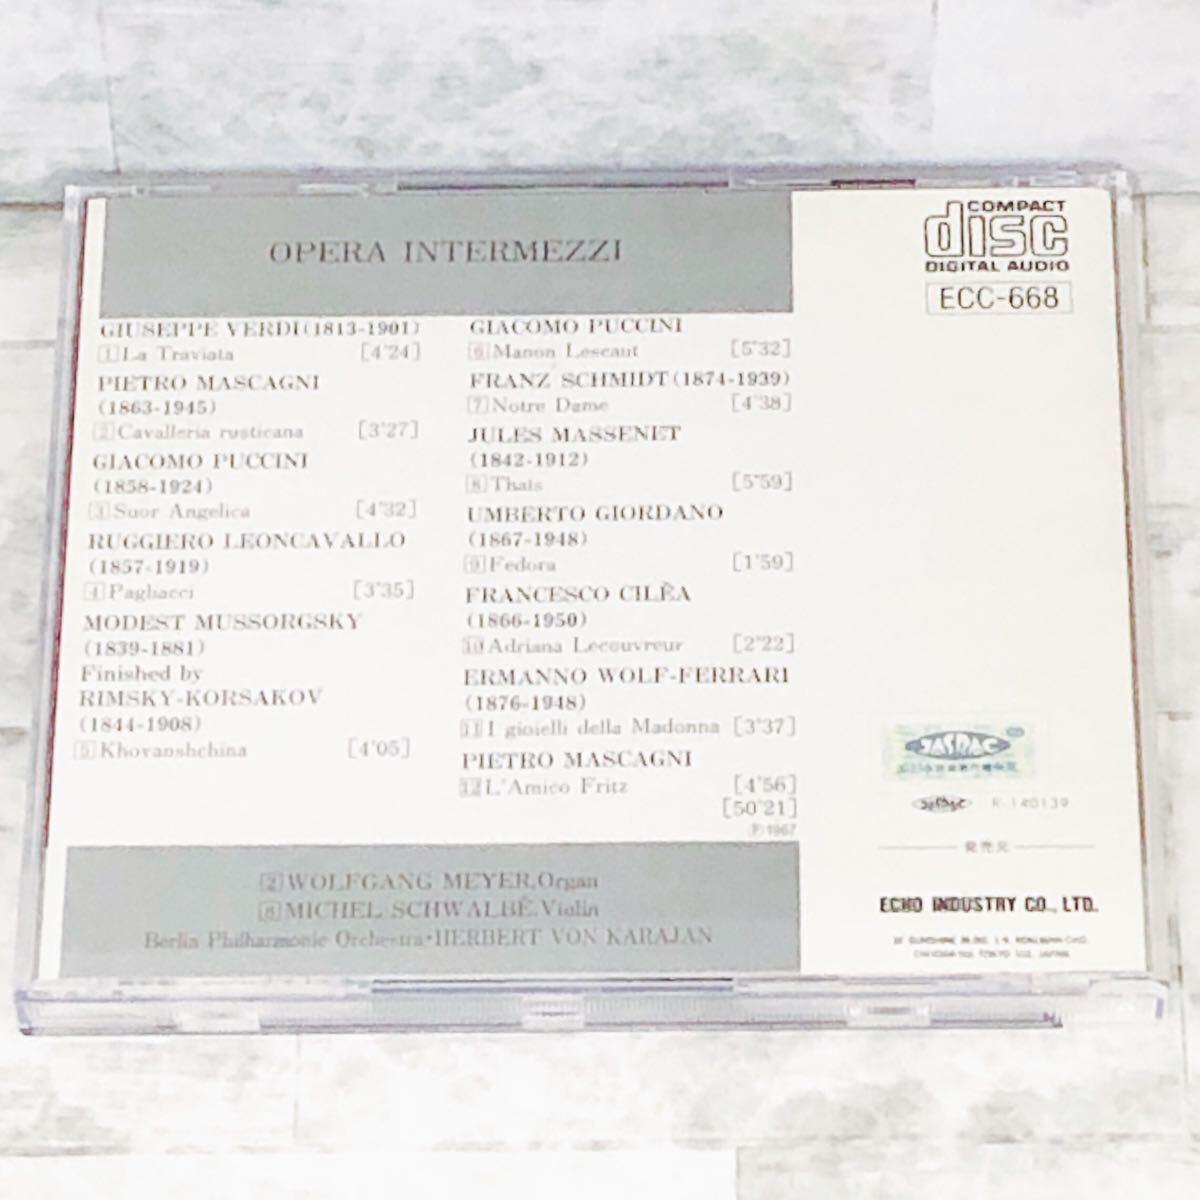 OPERA INTERMEZZI
GIUSEPPE VERDI(1813-1901)
1 La Traviata [4'24]
PIETRO MASCAGNI
(1863-1945)
2 Cavalleria rusticana [3'27]
GIACOMO PUCCINI
(1858-1924)
3 Suor Angelica [4'32]
RUGGIERO LEONCAVALLO
(1857-1919)
4 Pagliacci [3'35]
MODEST MUSSORGSKY
(1839-1881)
Finished by
RIMSKY-KORSAKOV
(1844-1908)
5 Khovanshchina [4'05]
GIACOMO PUCCINI
6 Manon Lescaut [5'32]
FRANZ SCHMIDT(1874-1939)
7 Notre Dame [4'38]
JULES MASSENET
(1842-1912)
8 Thaïs [5'59]
UMBERTO GIORDANO
(1867-1948)
9 Fedora [1'59]
FRANCESCO CILÈA
(1866-1950)
10 Adriana Lecouvreur [2'22]
ERMANNO WOLF-FERRARI
(1876-1948)
11 I gioielli della Madonna [3'37]
PIETRO MASCAGNI
12 L'Amico Fritz [4'56]
[50'21]
Ⓟ1967
2 WOLFGANG MEYER, Organ
8 MICHEL SCHWALBÉ, Violin
Berlin Philharmonic Orchestra・HERBERT VON KARAJAN
COMPACT
disc
DIGITAL AUDIO
ECC-668
JASRAC
JASRAC R-140139
発売元
ECHO INDUSTRY CO., LTD.